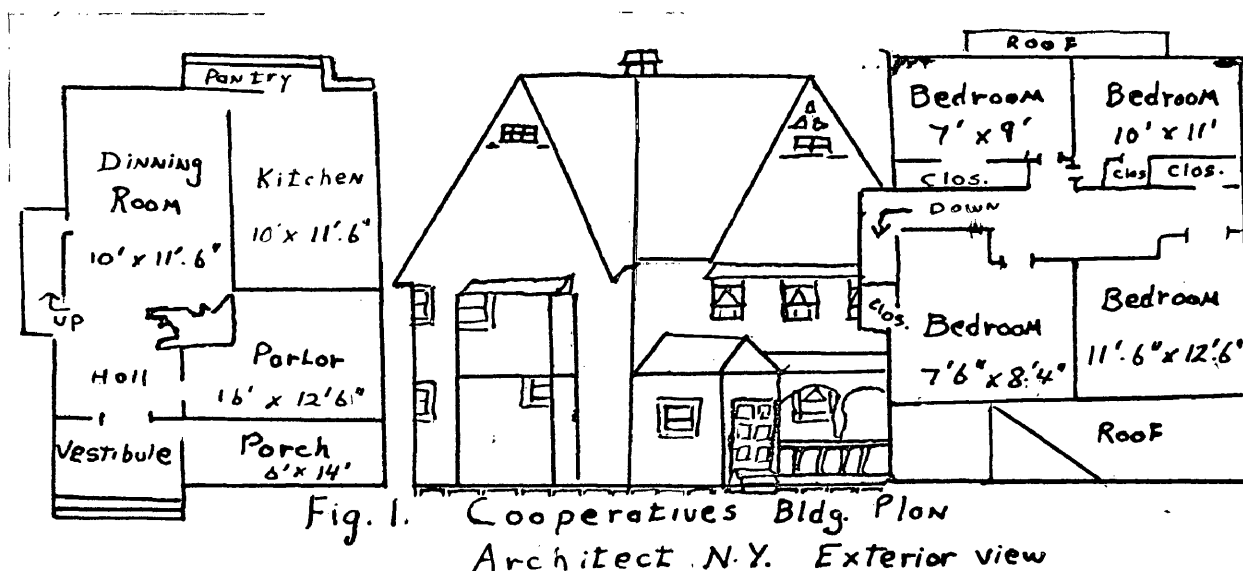 Pantry
Dinning
Room
10' x 11'.6"
Kitchen
10' x 11'.6"
UP
Hall
Parlor
16' x 12'6"
Vestibule
Porch
6' x 14'
ROOF
Bedroom
7' x 9'
Bedroom
10' x 11'
Clos.
Clos
Clos.
DOWN
Clos.
Bedroom
7'6" x 8'.4"
Bedroom
11'.6" x 12'.6"
ROOF
Fig. 1. Cooperatives Bldg. Plan
Architect N.Y. Exterior view